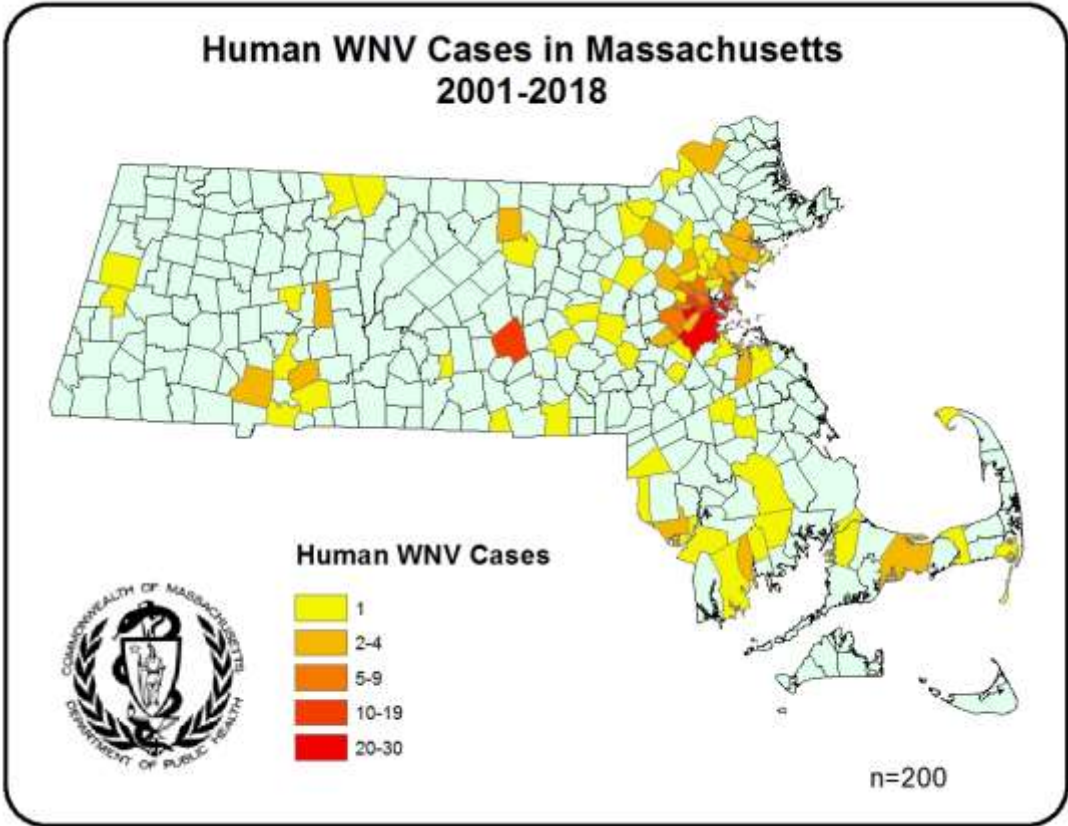 Human WNV Cases in Massachusetts
2001-2018
Human WNV Cases
1
2-4
5-9
10-19
20-30
COMMONWEALTH OF MASSACHUSETTS
DEPARTMENT OF PUBLIC HEALTH
n=200